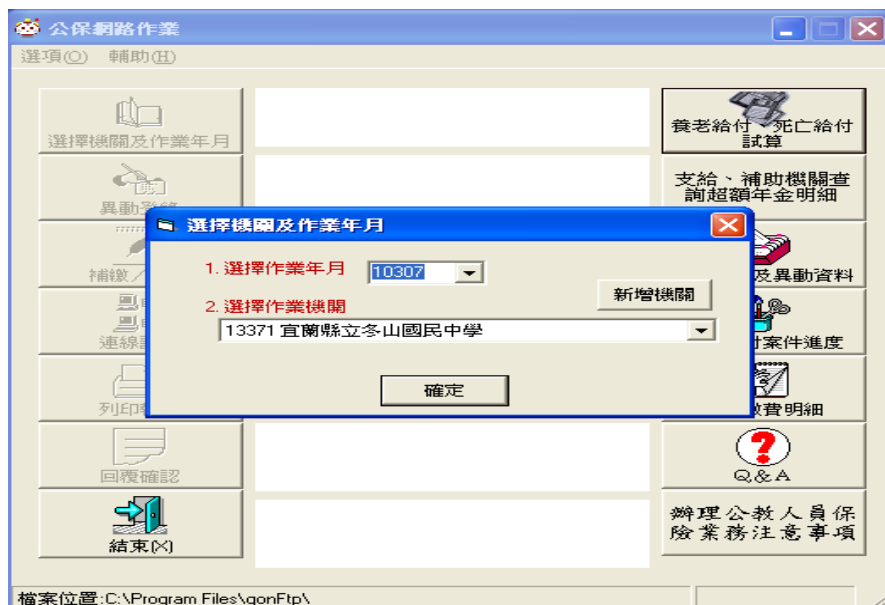 公保網路作業
選項(O) 輔助(H)
選擇機關及作業年月
養老給付、死亡給付
試算
異動
支給、補助機關查
詢超額年金明細
選擇機關及作業年月
1. 選擇作業年月 10307
新增機關
2. 選擇作業機關
13371 宜蘭縣立冬山國民中學
確定
補繳
及異動資料
連線
案件進度
列印
費明細
回覆確認
Q & A
結束(X)
辦理公教人員保
險業務注意事項
檔案位置:C:\Program Files\gonFtp\